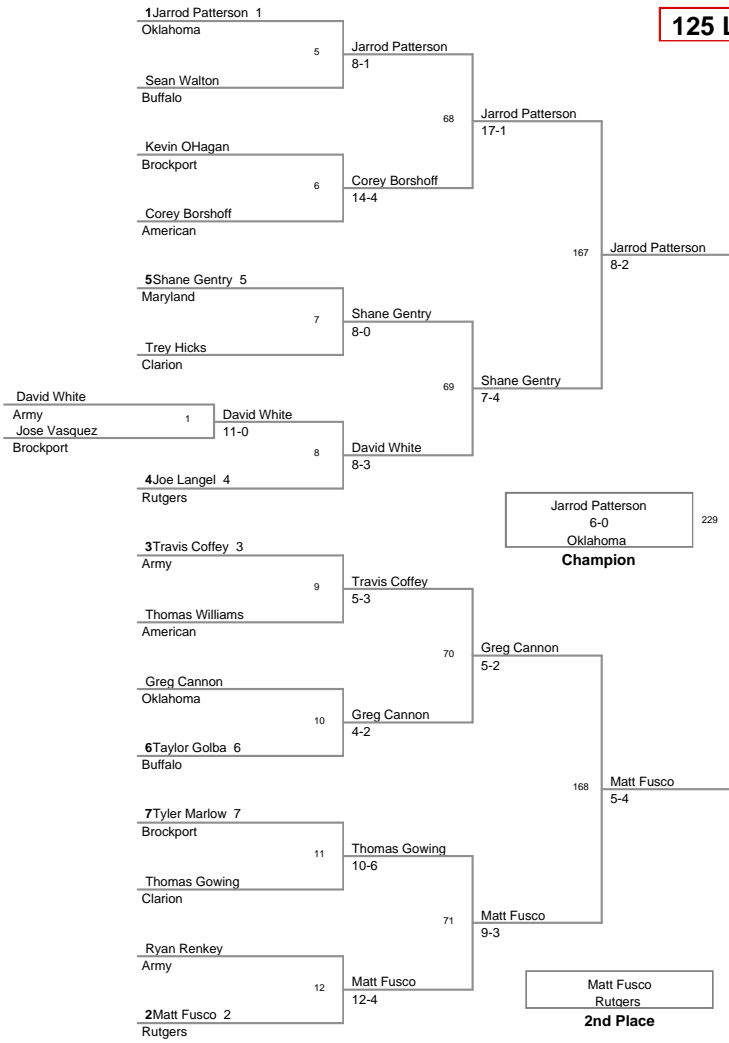 1Jarrod Patterson 1
Oklahoma
125 L
5
Jarrod Patterson
8-1
Sean Walton
Buffalo
68
Jarrod Patterson
17-1
Kevin OHagan
Brockport
6
Corey Borshoff
14-4
Corey Borshoff
American
167
Jarrod Patterson
8-2
5Shane Gentry 5
Maryland
7
Shane Gentry
8-0
Trey Hicks
Clarion
69
Shane Gentry
7-4
David White
Army
1
David White
11-0
Jose Vasquez
Brockport
8
David White
8-3
4Joe Langel 4
Rutgers
Jarrod Patterson
6-0
Oklahoma
229
Champion
3Travis Coffey 3
Army
9
Travis Coffey
5-3
Thomas Williams
American
70
Greg Cannon
5-2
Greg Cannon
Oklahoma
10
Greg Cannon
4-2
6Taylor Golba 6
Buffalo
168
Matt Fusco
5-4
7Tyler Marlow 7
Brockport
11
Thomas Gowing
10-6
Thomas Gowing
Clarion
71
Matt Fusco
9-3
Ryan Renkey
Army
12
Matt Fusco
12-4
2Matt Fusco 2
Rutgers
Matt Fusco
Rutgers
2nd Place